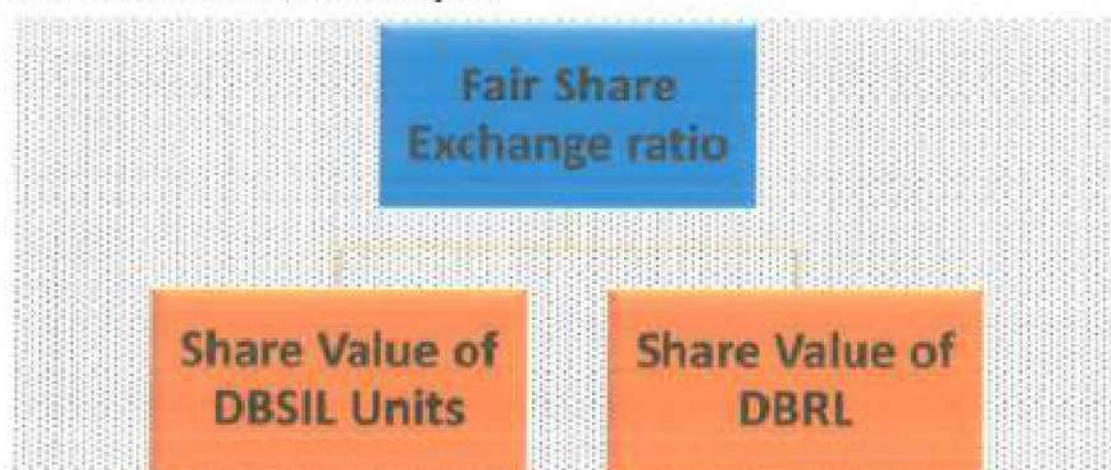 Fair Share
Exchange ratio
Share Value of
DBSIL Units
Share Value of
DBRL